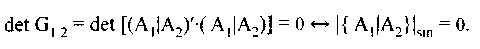 det G₁ ₂ = det [(A₁|A₂)′·( A₁|A₂)] = 0 ↔ |{ A₁|A₂}|ₛᵢₙ = 0.